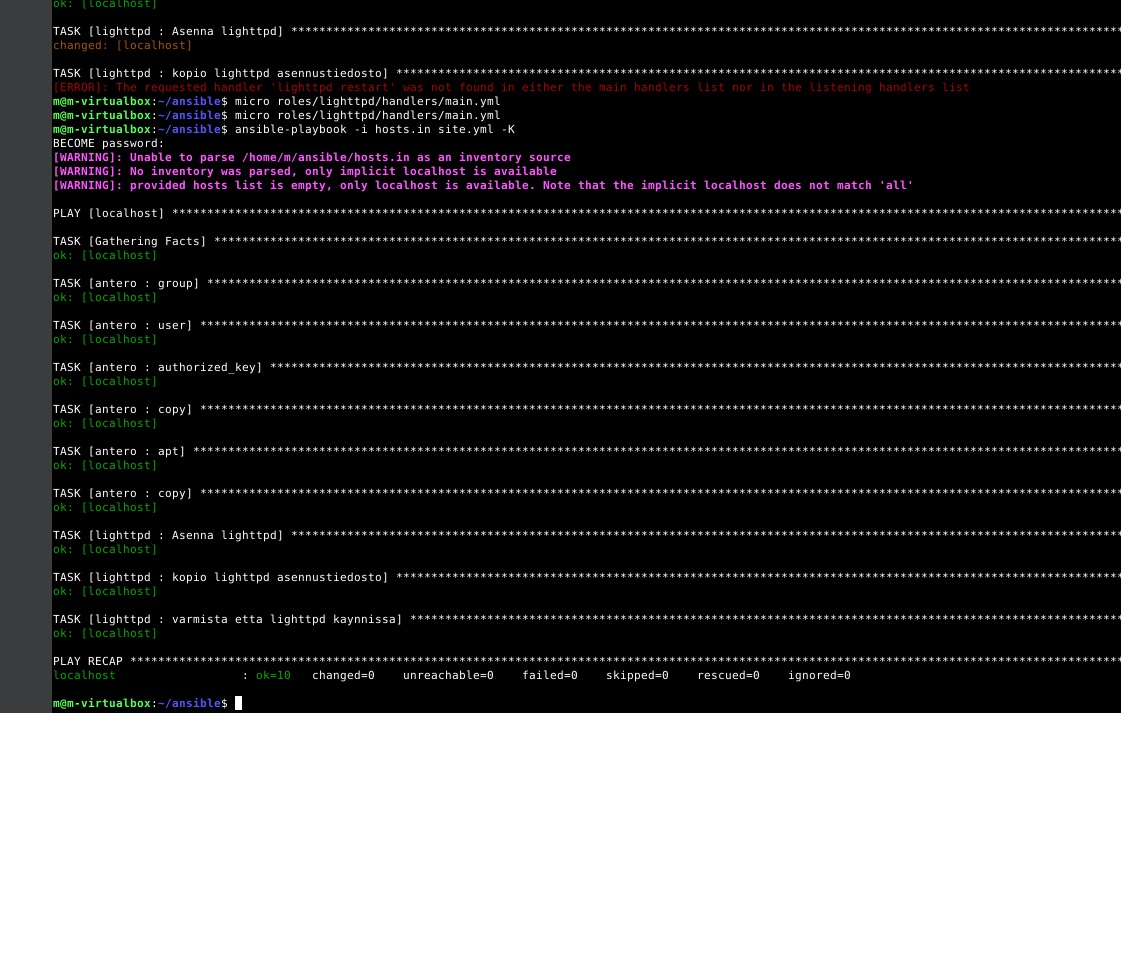 ok: [localhost]
TASK [lighttpd : Asenna lighttpd] ****************************************************************************************************************************
changed: [localhost]
TASK [lighttpd : kopio lighttpd asennustiedosto] *************************************************************************************************************
[ERROR]: The requested handler 'lighttpd restart' was not found in either the main handlers list nor in the listening handlers list
m@m-virtualbox:~/ansible$ micro roles/lighttpd/handlers/main.yml
m@m-virtualbox:~/ansible$ micro roles/lighttpd/handlers/main.yml
m@m-virtualbox:~/ansible$ ansible-playbook -i hosts.in site.yml -K
BECOME password:
[WARNING]: Unable to parse /home/m/ansible/hosts.in as an inventory source
[WARNING]: No inventory was parsed, only implicit localhost is available
[WARNING]: provided hosts list is empty, only localhost is available. Note that the implicit localhost does not match 'all'
PLAY [localhost] *********************************************************************************************************************************************
TASK [Gathering Facts] ***************************************************************************************************************************************
ok: [localhost]
TASK [antero : group] ****************************************************************************************************************************************
ok: [localhost]
TASK [antero : user] *****************************************************************************************************************************************
ok: [localhost]
TASK [antero : authorized_key] *******************************************************************************************************************************
ok: [localhost]
TASK [antero : copy] *****************************************************************************************************************************************
ok: [localhost]
TASK [antero : apt] ******************************************************************************************************************************************
ok: [localhost]
TASK [antero : copy] *****************************************************************************************************************************************
ok: [localhost]
TASK [lighttpd : Asenna lighttpd] ****************************************************************************************************************************
ok: [localhost]
TASK [lighttpd : kopio lighttpd asennustiedosto] *************************************************************************************************************
ok: [localhost]
TASK [lighttpd : varmista etta lighttpd kaynnissa] ***********************************************************************************************************
ok: [localhost]
PLAY RECAP ***************************************************************************************************************************************************
localhost : ok=10 changed=0 unreachable=0 failed=0 skipped=0 rescued=0 ignored=0
m@m-virtualbox:~/ansible$